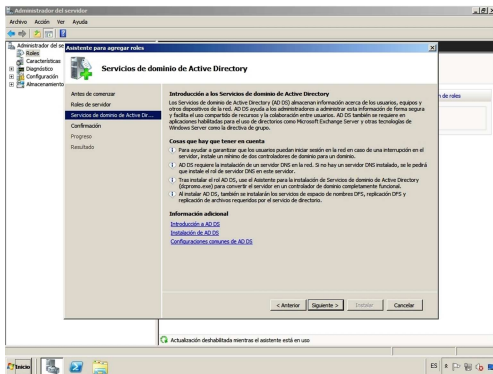 Administrador del servidor
Archivo Acción Ver Ayuda
Administrador del se
Roles
Características
Diagnóstico
Configuración
Almacenamiento
Asistente para agregar roles
Servicios de dominio de Active Directory
Antes de comenzar
Roles de servidor
Servicios de dominio de Active Dir...
Confirmación
Progreso
Resultado
Introducción a los Servicios de dominio de Active Directory
Los Servicios de dominio de Active Directory (AD DS) almacenan información acerca de los usuarios, equipos y
otros dispositivos de la red. AD DS ayuda a los administradores a administrar esta información de forma segura
y facilita el uso compartido de recursos y la colaboración entre usuarios. AD DS también se requiere en
aplicaciones habilitadas para el uso de directorios como Microsoft Exchange Server y otras tecnologías de
Windows Server como la directiva de grupo.
Cosas que hay que tener en cuenta
Para ayudar a garantizar que los usuarios puedan iniciar sesión en la red en caso de una interrupción en el
servidor, instale un mínimo de dos controladores de dominio para un dominio.
AD DS requiere la instalación de un servidor DNS en la red. Si no hay un servidor DNS instalado, se le pedirá
que instale el rol de servidor DNS en este servidor.
Tras instalar el rol AD DS, use el Asistente para la instalación de Servicios de dominio de Active Directory
(dcpromo.exe) para convertir el servidor en un controlador de dominio completamente funcional.
Al instalar AD DS, también se instalarán los servicios de espacio de nombres DFS, replicación DFS y
replicación de archivos requeridos por el servicio de directorio.
Información adicional
Introducción a AD DS
Instalación de AD DS
Configuraciones comunes de AD DS
< Anterior Siguiente > Instalar Cancelar
n de roles
Actualización deshabilitada mientras el asistente está en uso
Inicio
ES